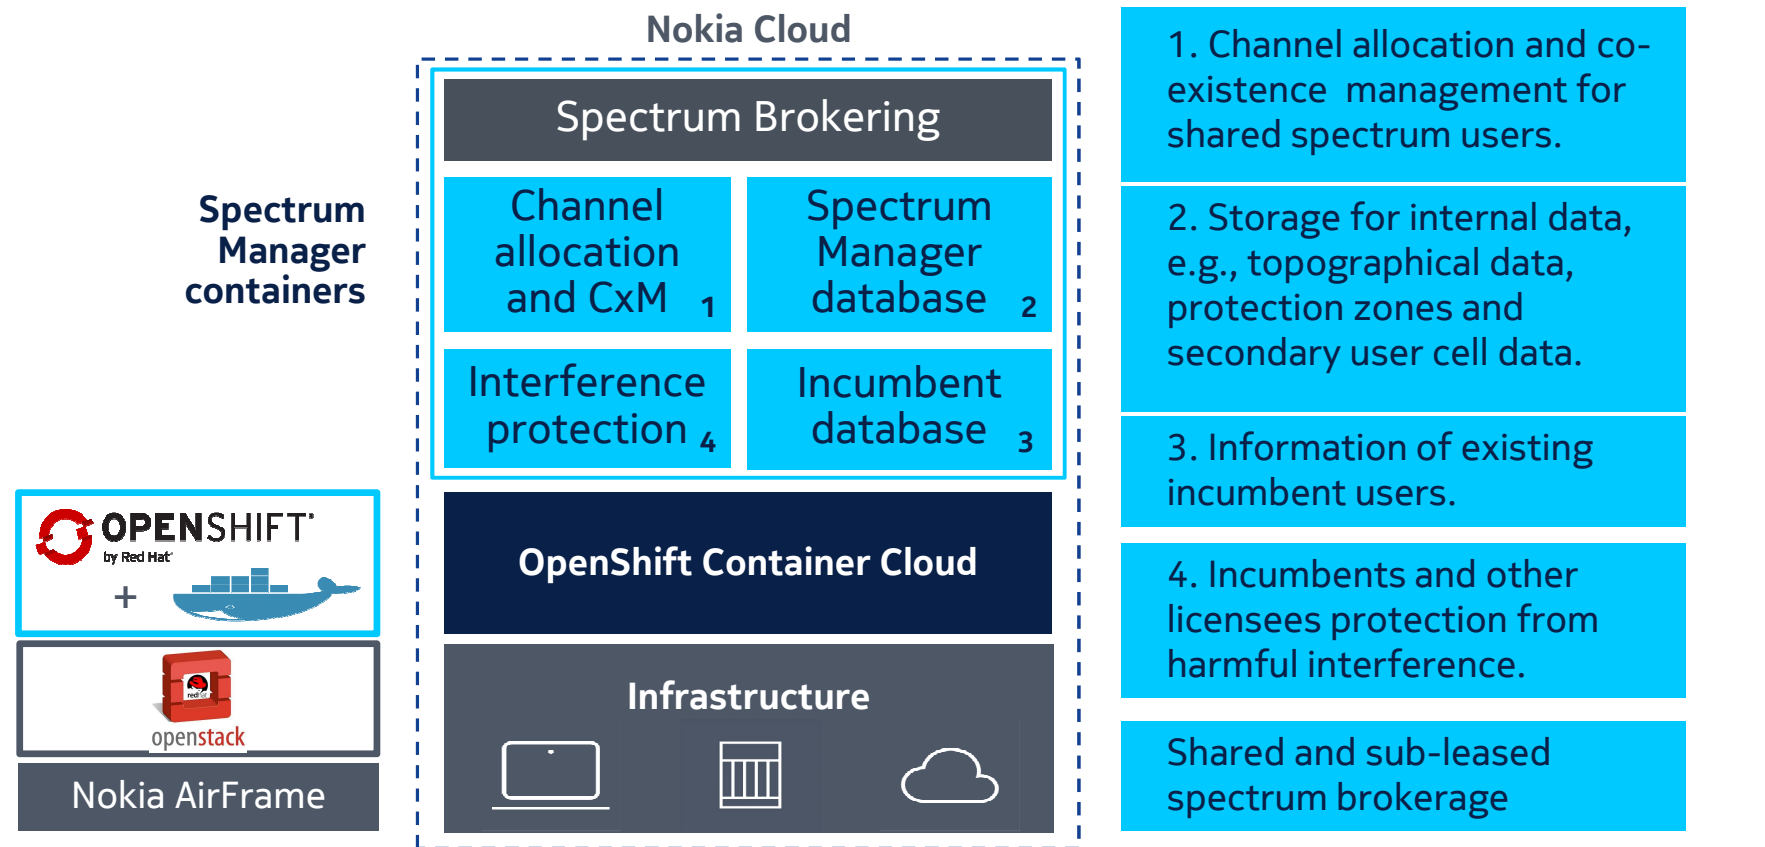 Nokia Cloud
Spectrum Brokering
Spectrum
Manager
containers
Channel
allocation
and CxM 1
Spectrum
Manager
database 2
Interference
protection 4
Incumbent
database 3
OPENSHIFT
by Red Hat
+
OpenShift Container Cloud
redhat
openstack
Nokia AirFrame
Infrastructure
1. Channel allocation and co-
existence management for
shared spectrum users.
2. Storage for internal data,
e.g., topographical data,
protection zones and
secondary user cell data.
3. Information of existing
incumbent users.
4. Incumbents and other
licensees protection from
harmful interference.
Shared and sub-leased
spectrum brokerage